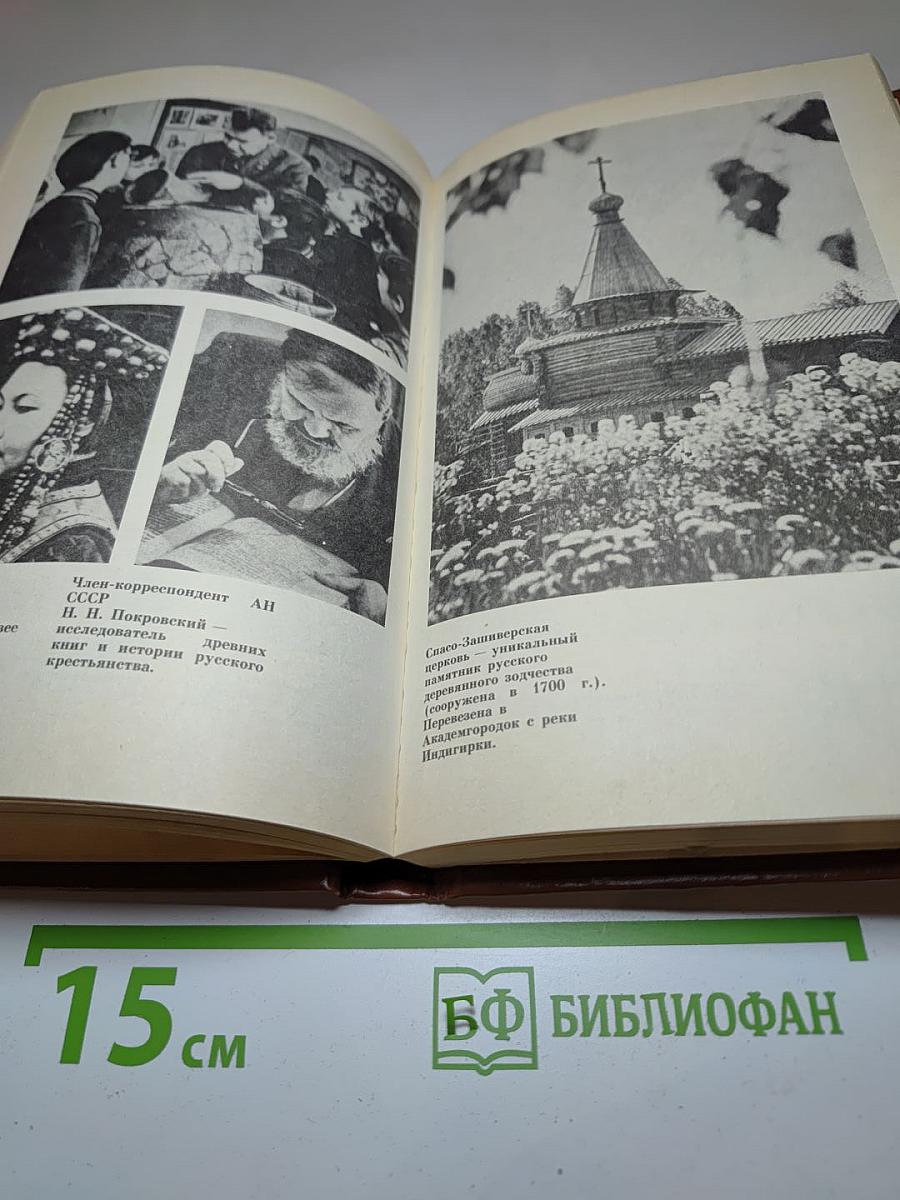 Член-корреспондент АН
СССР
Н. Н. Покровский —
исследователь древних
книг и истории русского
крестьянства.
Спасо-Зашиверская
церковь — уникальный
памятник русского
деревянного зодчества
(сооружена в 1700 г.).
Перевезена в
Академгородок с реки
Индигирки.
15 см
БФ БИБЛИОФАН